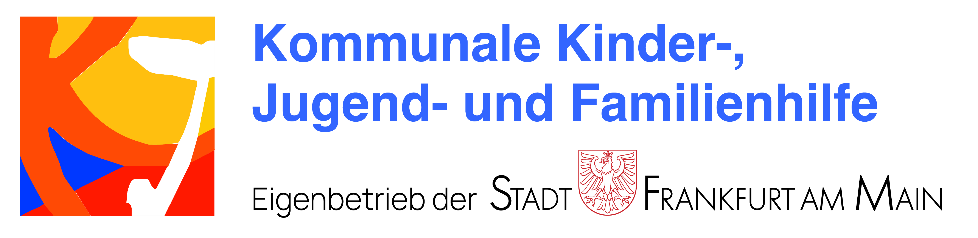 Kommunale Kinder-,
Jugend- und Familienhilfe
Eigenbetrieb der STADT FRANKFURT AM MAIN